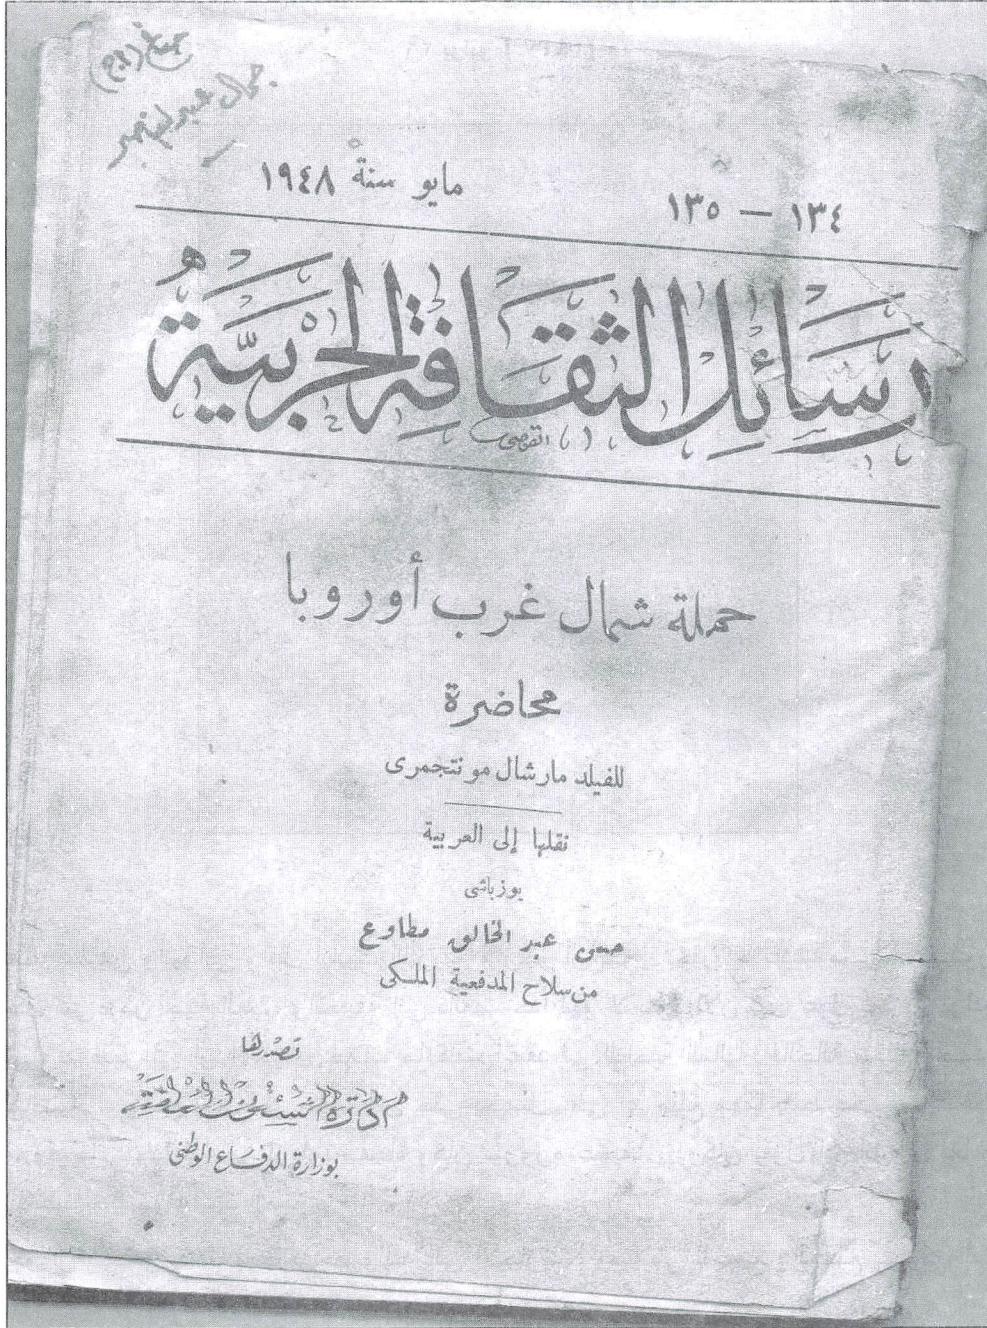 جمال عبد الناصر
مايو سنة ١٩٤٨
١٣٤ — ١٣٥
رسائل الثقافة الحربية
حملة شمال غرب أوروبا
محاضرة
للفيلد مارشال مونتجمرى
نقلها إلى العربية
يوزباشى
حسن عبد الخالق مطاوع
من سلاح المدفعية الملكى
تصدرها
إدارة الشئون العامة
بوزارة الدفاع الوطنى